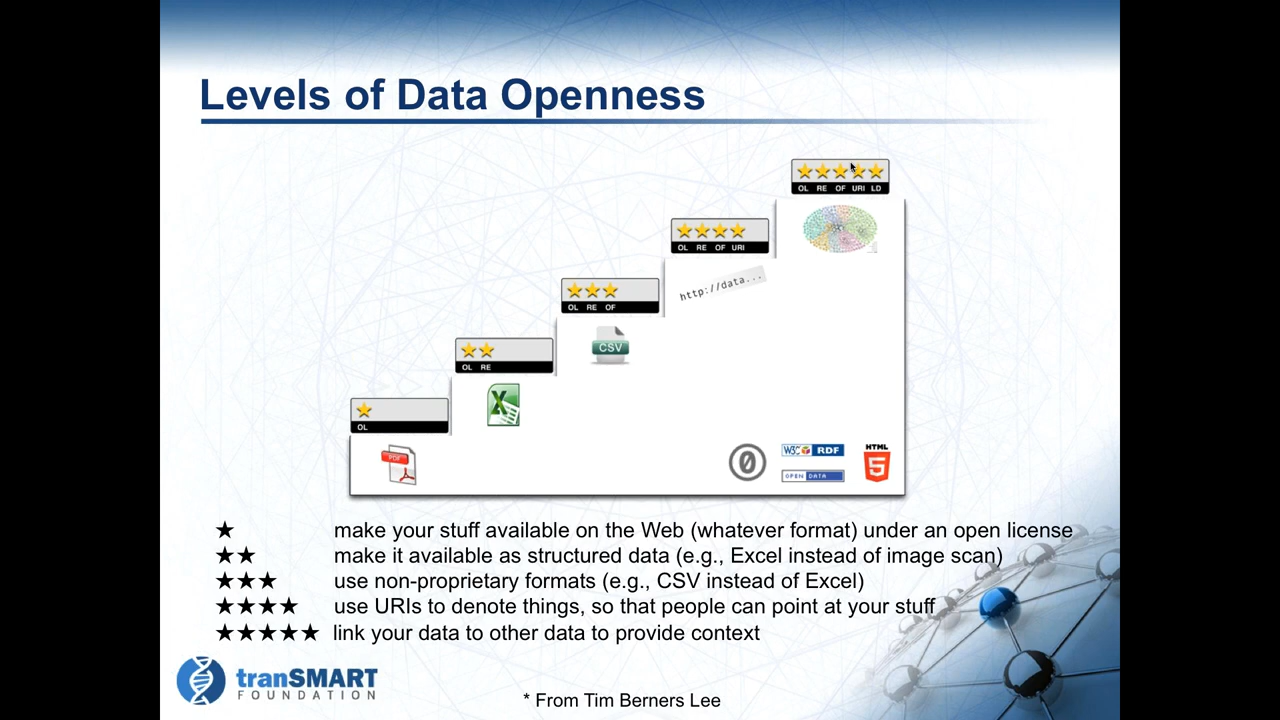 Levels of Data Openness
OL RE OF URI LD
OL RE OF URI
http://data...
OL RE OF
CSV
OL RE
X
OL
PDF
0
W3C RDF
OPEN DATA
HTML
5
★ make your stuff available on the Web (whatever format) under an open license
★★ make it available as structured data (e.g., Excel instead of image scan)
★★★ use non-proprietary formats (e.g., CSV instead of Excel)
★★★★ use URIs to denote things, so that people can point at your stuff
★★★★★ link your data to other data to provide context
tranSMART
FOUNDATION
* From Tim Berners Lee